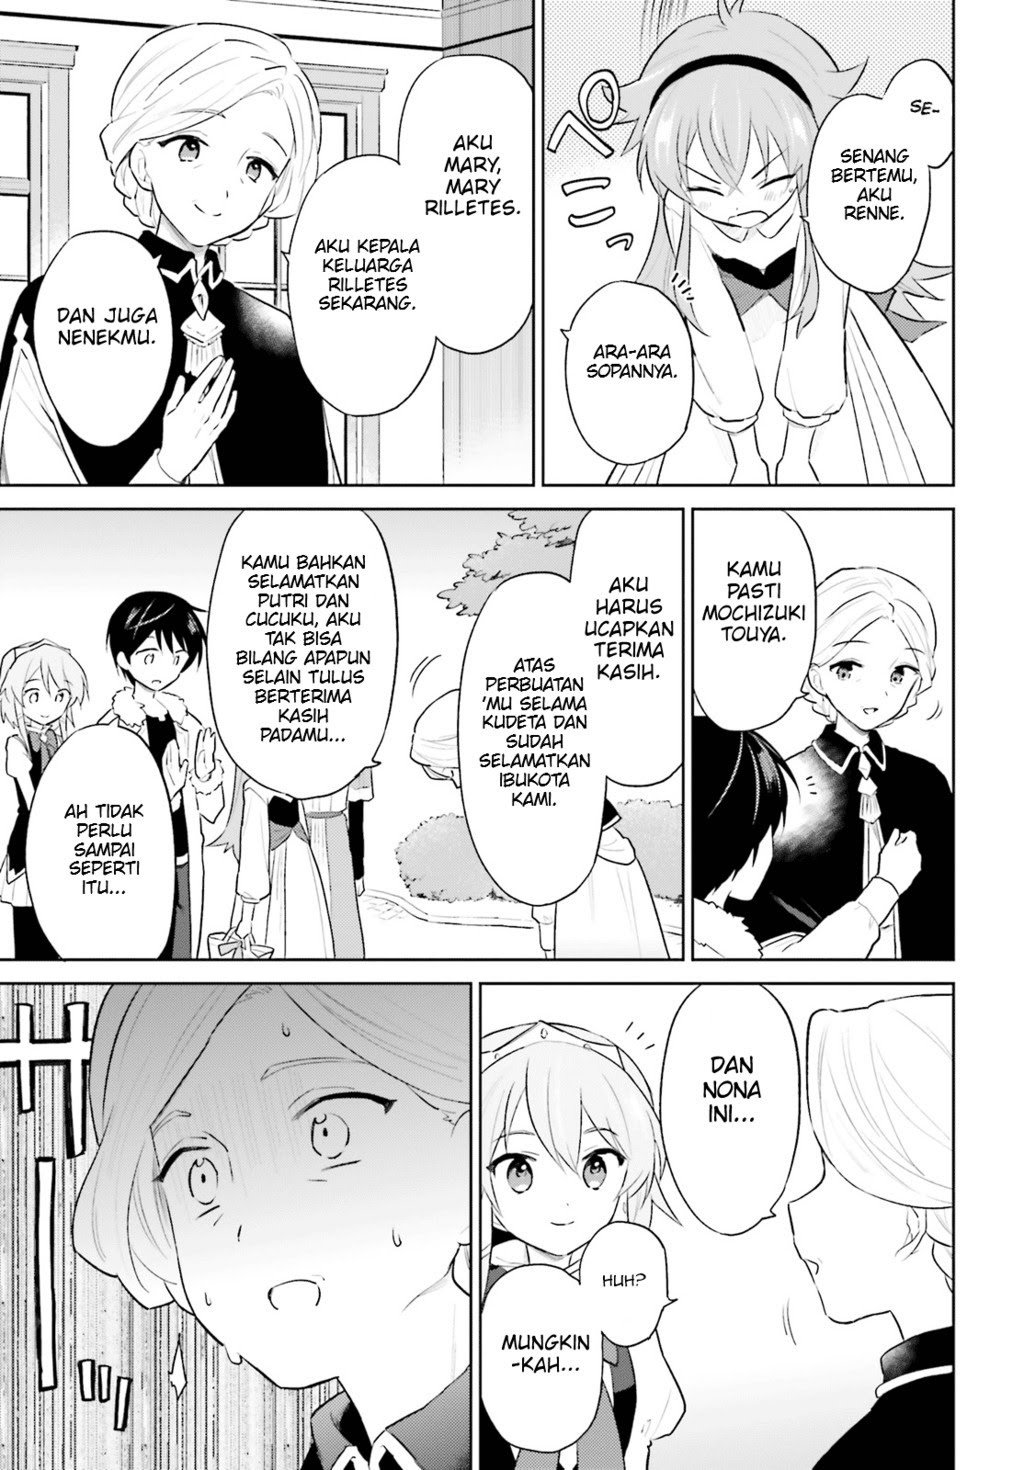 SE-
SENANG
BERTEMU,
AKU
RENNE.
ペコッ
ARA-ARA
SOPANNYA.
AKU
MARY,
MARY
RILLETES.
AKU KEPALA
KELUARGA
RILLETES
SEKARANG.
DAN JUGA
NENEKMU.
KAMU
PASTI
MOCHIZUKI
TOUYA.
AKU
HARUS
UCAPKAN
TERIMA
KASIH.
ATAS
PERBUATAN
'MU SELAMA
KUDETA DAN
SUDAH
SELAMATKAN
IBUKOTA
KAMI.
KAMU BAHKAN
SELAMATKAN
PUTRI DAN
CUCUKU, AKU
TAK BISA
BILANG APAPUN
SELAIN TULUS
BERTERIMA
KASIH
PADAMU...
AH TIDAK
PERLU
SAMPAI
SEPERTI
ITU...
DAN
NONA
INI...
HUH?
MUNGKIN
-KAH...